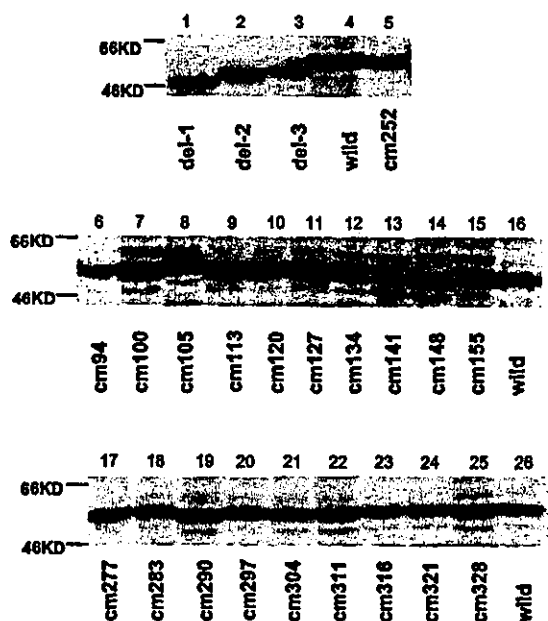 1 2 3 4 5
66KD
46KD
del-1 del-2 del-3 wild cm252
6 7 8 9 10 11 12 13 14 15 16
66KD
46KD
cm94 cm100 cm105 cm113 cm120 cm127 cm134 cm141 cm148 cm155 wild
17 18 19 20 21 22 23 24 25 26
66KD
46KD
cm277 cm283 cm290 cm297 cm304 cm311 cm316 cm321 cm328 wild